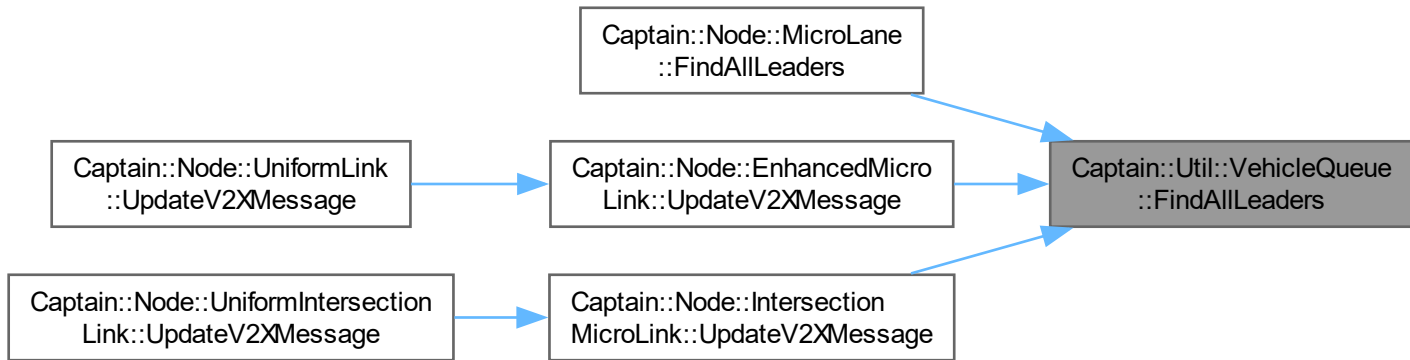 Captain::Node::MicroLane
::FindAllLeaders
Captain::Node::UniformLink
::UpdateV2XMessage
Captain::Node::EnhancedMicro
Link::UpdateV2XMessage
Captain::Util::VehicleQueue
::FindAllLeaders
Captain::Node::UniformIntersection
Link::UpdateV2XMessage
Captain::Node::Intersection
MicroLink::UpdateV2XMessage